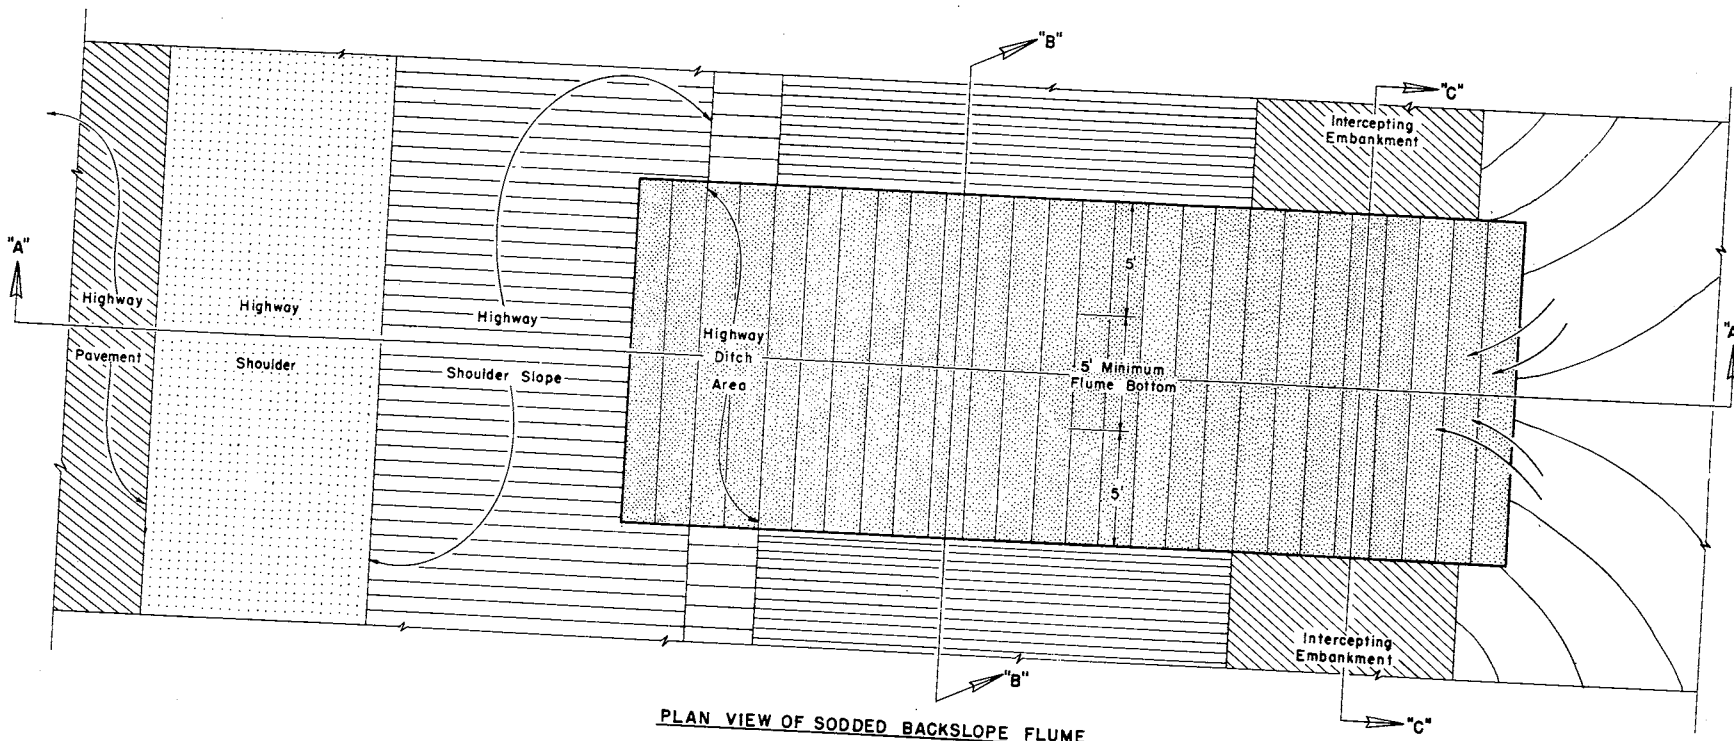 "B"
"C"
Intercepting
Embankment
"A"
5'
Highway
Pavement
Highway
Shoulder
Highway
Shoulder Slope
Highway
Ditch
Area
5' Minimum
Flume Bottom
"A"
5'
Intercepting
Embankment
"B"
"C"
PLAN VIEW OF SODDED BACKSLOPE FLUME